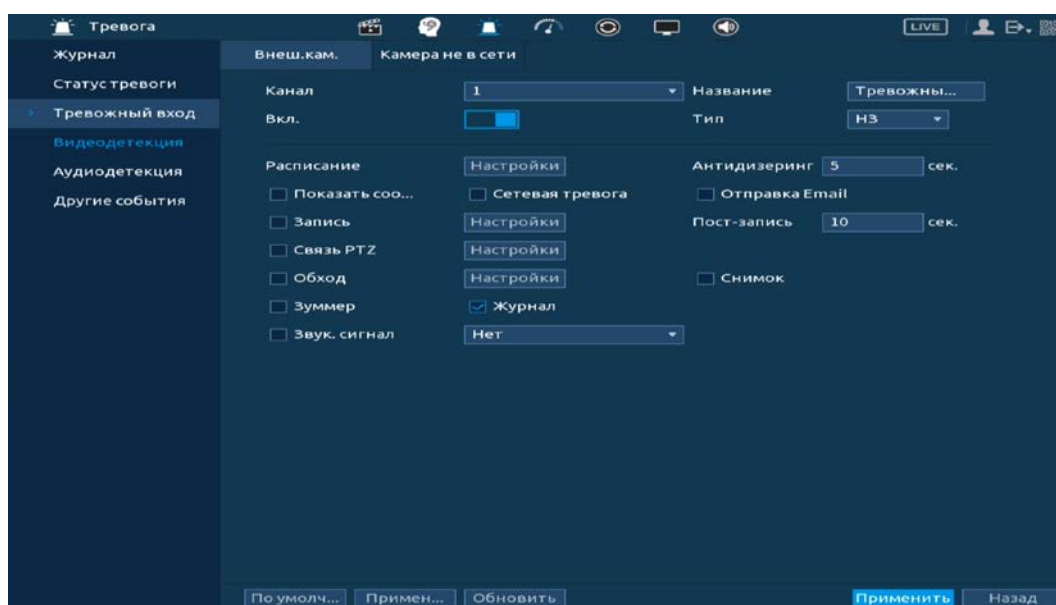 Тревога LIVE
Журнал
Статус тревоги
Тревожный вход
Видеодетекция
Аудиодетекция
Другие события
Внеш.кам. Камера не в сети
Канал 1 Название Тревожны...
Вкл. Тип НЗ
Расписание Настройки Антидизеринг 5 сек.
Показать соо... Сетевая тревога Отправка Email
Запись Настройки Пост-запись 10 сек.
Связь PTZ Настройки
Обход Настройки Снимок
Зуммер Журнал
Звук. сигнал Нет
По умолч... Примен... Обновить Применить Назад